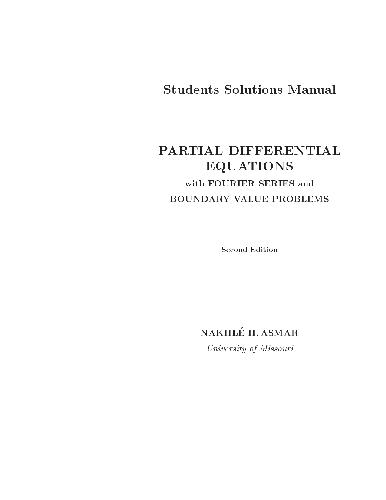 Students Solutions Manual
PARTIAL DIFFERENTIAL
EQUATIONS
with FOURIER SERIES and
BOUNDARY VALUE PROBLEMS
Second Edition
NAKHLÉ H. ASMAR
University of Missouri